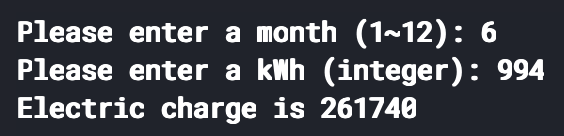 Please enter a month (1~12): 6
Please enter a kWh (integer): 994
Electric charge is 261740